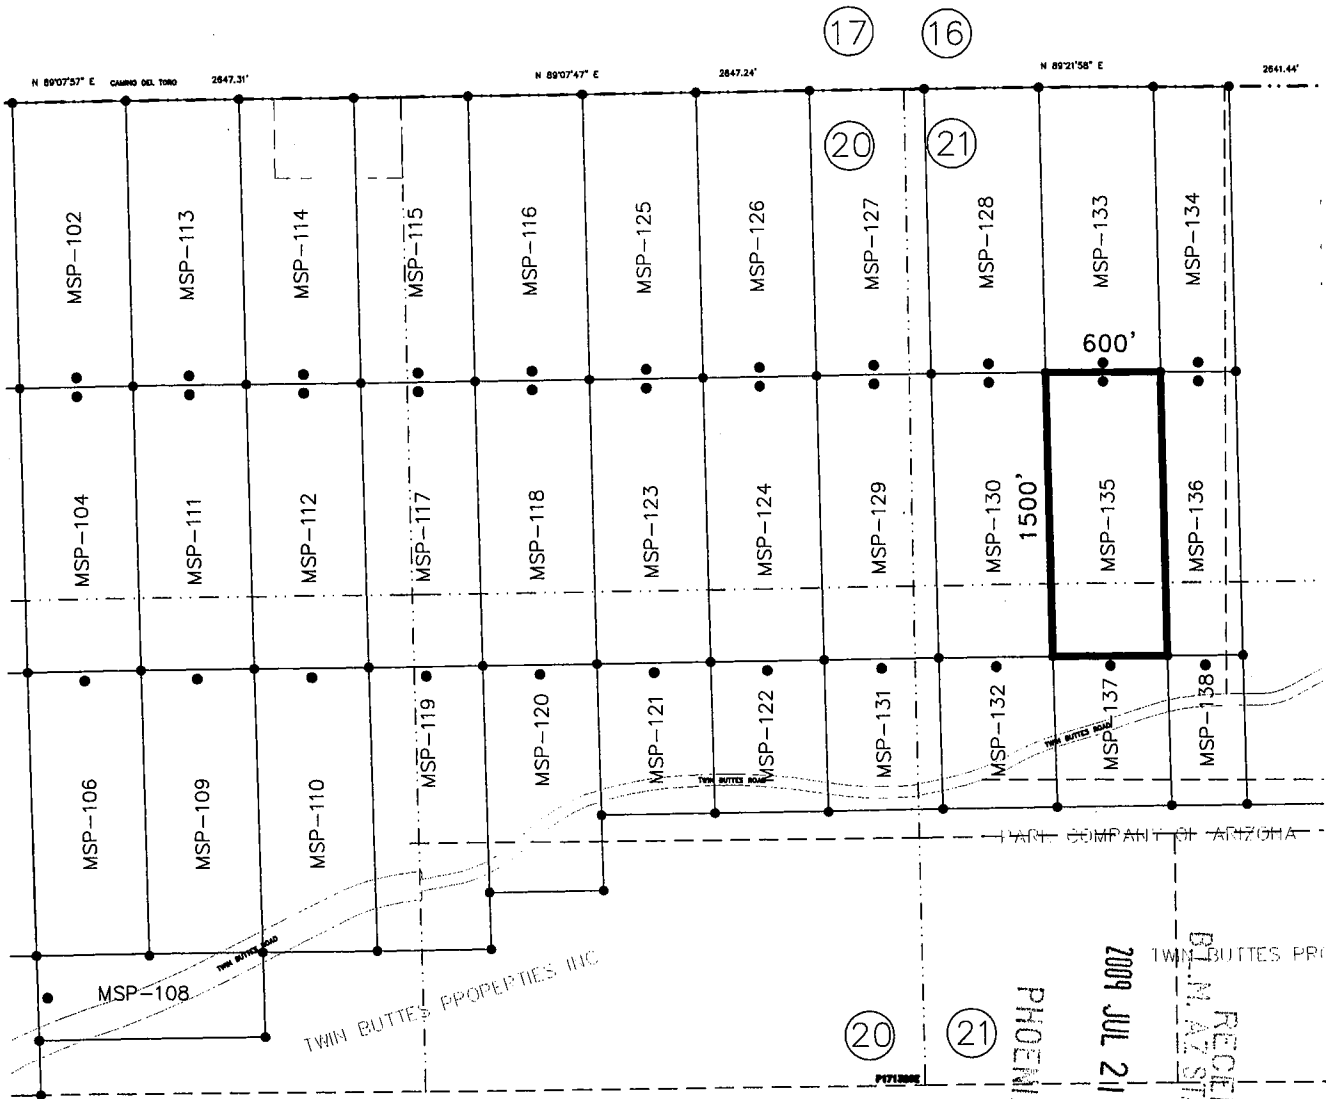 17 16
N 89°07'57" E CAMINO DEL TORO 2647.31' N 89°07'47" E 2647.24' N 89°21'58" E 2641.44'
20 21
MSP-102 MSP-113 MSP-114 MSP-115 MSP-116 MSP-125 MSP-126 MSP-127 MSP-128 MSP-133 MSP-134
600'
MSP-104 MSP-111 MSP-112 MSP-117 MSP-118 MSP-123 MSP-124 MSP-129 MSP-130 1500' MSP-135 MSP-136
MSP-106 MSP-109 MSP-110 MSP-119 MSP-120 MSP-121 MSP-122 MSP-131 MSP-132 MSP-137 MSP-138
TWIN BUTTES ROAD
TWIN BUTTES ROAD
COMPANY OF ARIZONA
TWIN BUTTES ROAD
MSP-108
TWIN BUTTES PROPERTIES INC
TWIN BUTTES PRO
20 21
2009 JUL 21
PHOENI